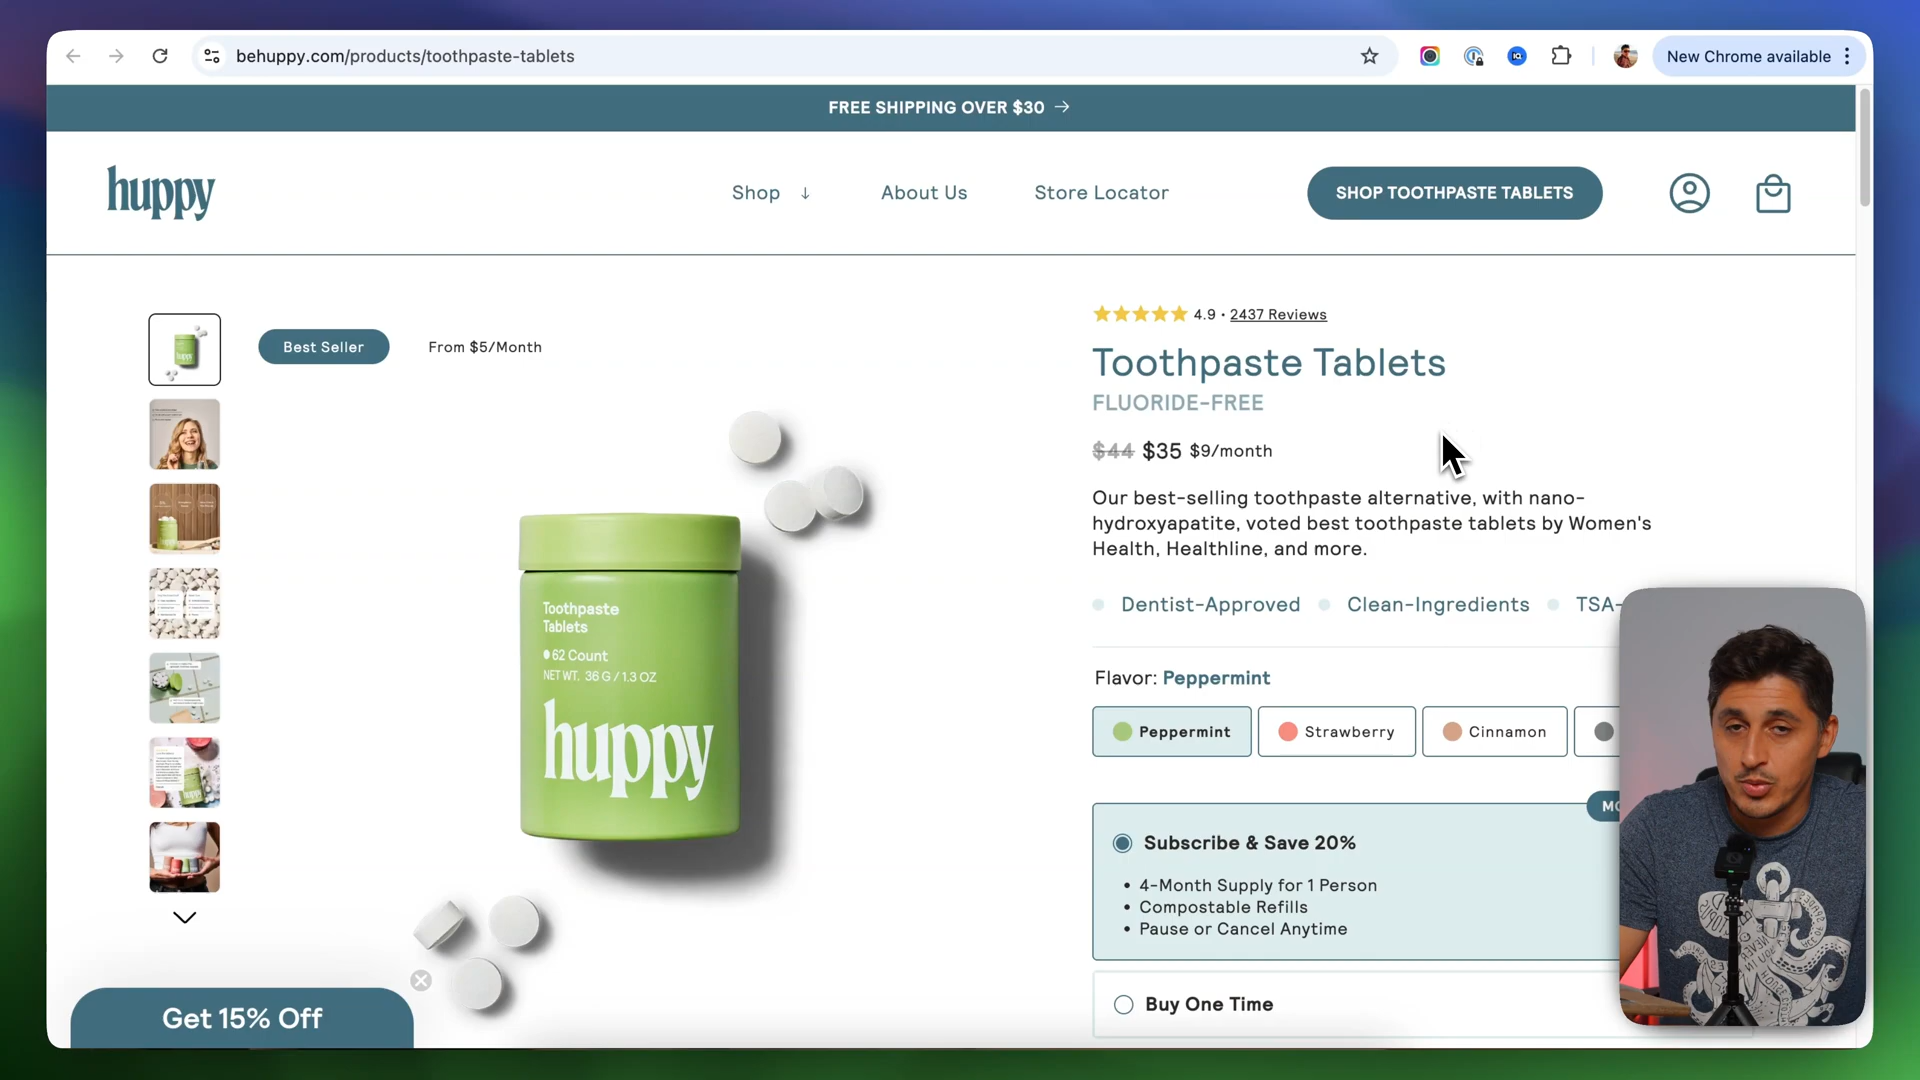 behuppy.com/products/toothpaste-tablets
New Chrome available
FREE SHIPPING OVER $30 →
huppy
Shop ↓
About Us
Store Locator
SHOP TOOTHPASTE TABLETS
Best Seller
From $5/Month
4.9 • 2437 Reviews
Toothpaste Tablets
FLUORIDE-FREE
$44 $35 $9/month
Our best-selling toothpaste alternative, with nano-
hydroxyapatite, voted best toothpaste tablets by Women's
Health, Healthline, and more.
Dentist-Approved
Clean-Ingredients
TSA-
Flavor: Peppermint
Peppermint
Strawberry
Cinnamon
Subscribe & Save 20%
• 4-Month Supply for 1 Person
• Compostable Refills
• Pause or Cancel Anytime
Buy One Time
Toothpaste
Tablets
62 Count
NET WT. 36 G / 1.3 OZ
huppy
Get 15% Off